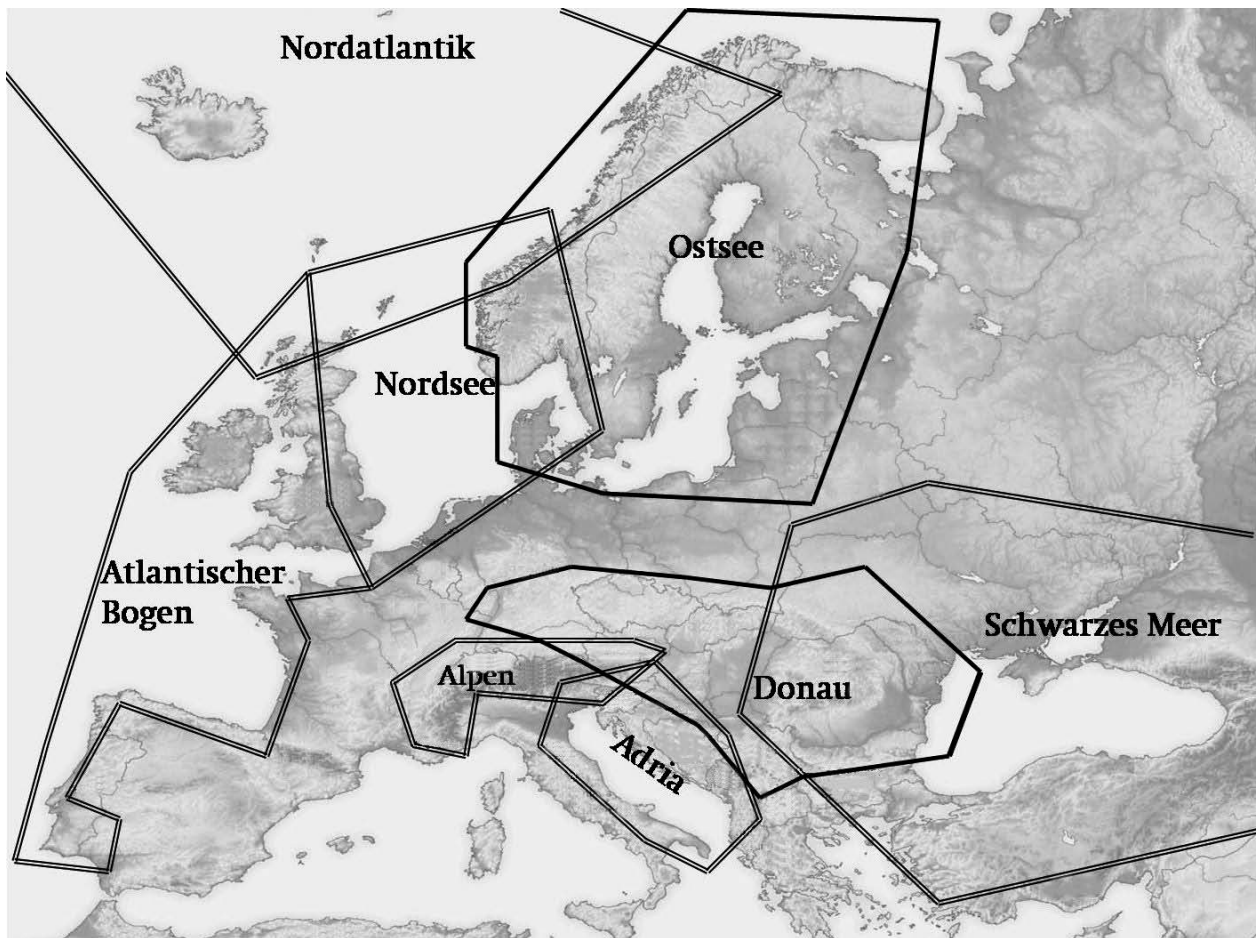 Nordatlantik
Ostsee
Nordsee
Atlantischer
Bogen
Schwarzes Meer
Alpen
Donau
Adria